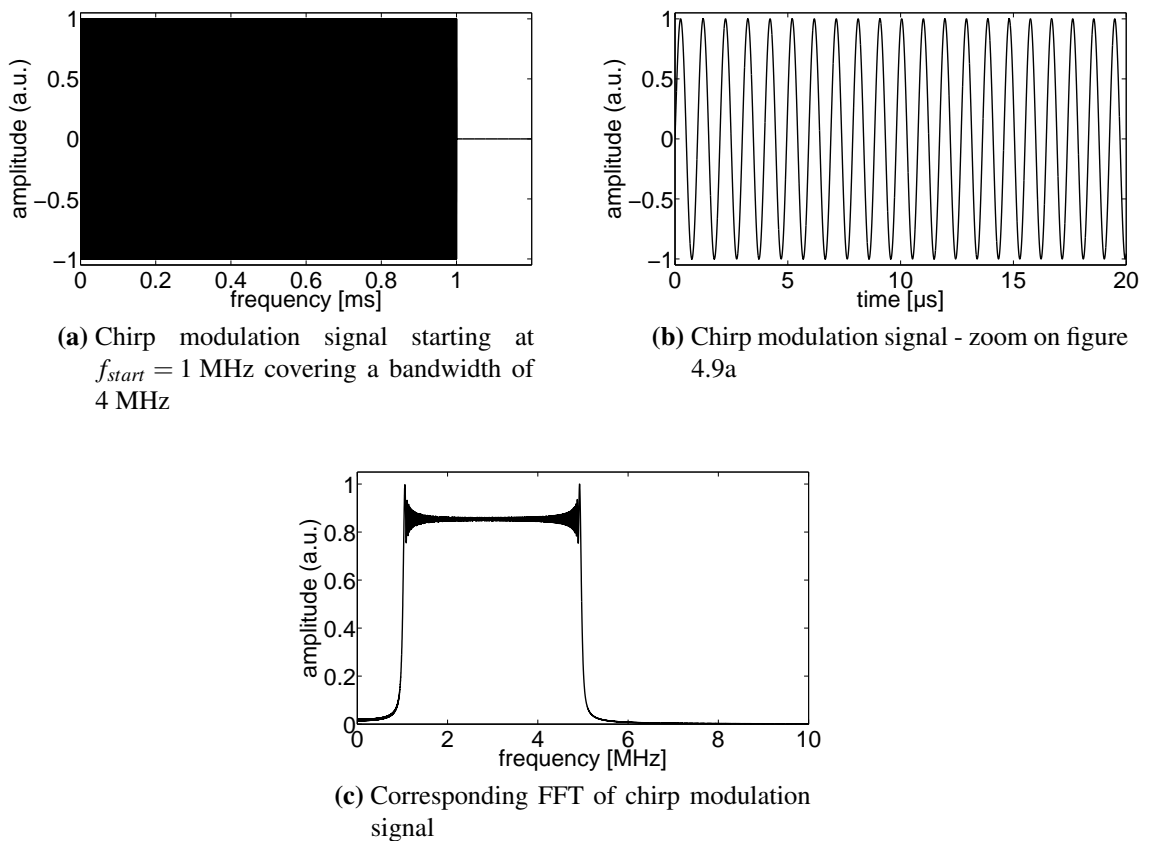 1
0.5
0
−0.5
−1
amplitude (a.u.)
0 0.2 0.4 0.6 0.8 1
frequency [ms]
(a) Chirp modulation signal starting at
fstart = 1 MHz covering a bandwidth of
4 MHz
1
0.5
0
−0.5
−1
amplitude (a.u.)
0 5 10 15 20
time [µs]
(b) Chirp modulation signal - zoom on figure
4.9a
1
0.8
0.6
0.4
0.2
0
amplitude (a.u.)
0 2 4 6 8 10
frequency [MHz]
(c) Corresponding FFT of chirp modulation
signal